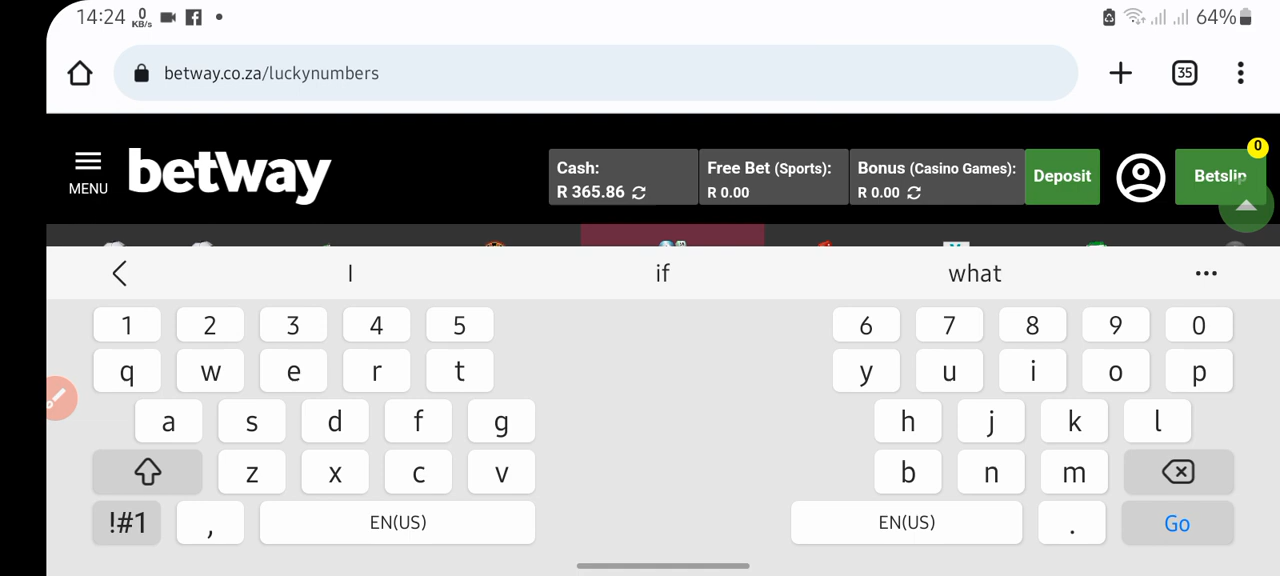 14:24 0 KB/s 64%
betway.co.za/luckynumbers 35
MENU betway Cash: R 365.86 Free Bet (Sports): R 0.00 Bonus (Casino Games): R 0.00 Deposit Betslip 0
I if what
1 2 3 4 5 6 7 8 9 0
q w e r t y u i o p
a s d f g h j k l
z x c v b n m
!#1 , EN(US) EN(US) . Go